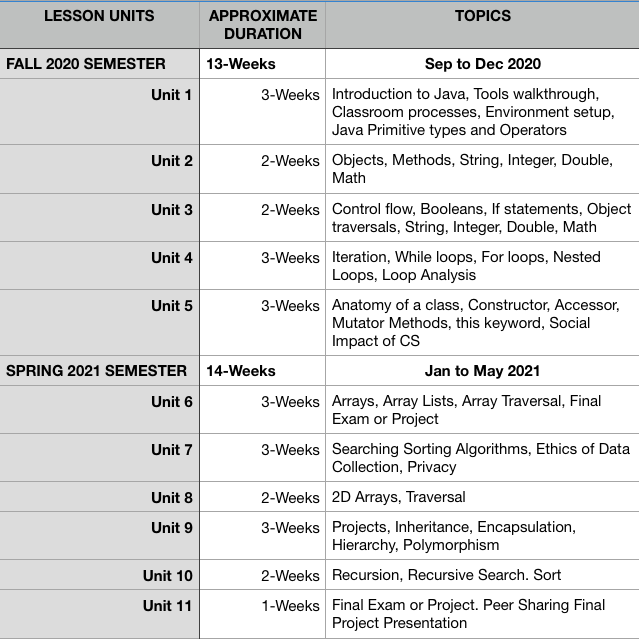 LESSON UNITS APPROXIMATE DURATION TOPICS
FALL 2020 SEMESTER 13-Weeks Sep to Dec 2020
Unit 1 3-Weeks Introduction to Java, Tools walkthrough,
Classroom processes, Environment setup,
Java Primitive types and Operators
Unit 2 2-Weeks Objects, Methods, String, Integer, Double,
Math
Unit 3 2-Weeks Control flow, Booleans, If statements, Object
traversals, String, Integer, Double, Math
Unit 4 3-Weeks Iteration, While loops, For loops, Nested
Loops, Loop Analysis
Unit 5 3-Weeks Anatomy of a class, Constructor, Accessor,
Mutator Methods, this keyword, Social
Impact of CS
SPRING 2021 SEMESTER 14-Weeks Jan to May 2021
Unit 6 3-Weeks Arrays, Array Lists, Array Traversal, Final
Exam or Project
Unit 7 3-Weeks Searching Sorting Algorithms, Ethics of Data
Collection, Privacy
Unit 8 2-Weeks 2D Arrays, Traversal
Unit 9 3-Weeks Projects, Inheritance, Encapsulation,
Hierarchy, Polymorphism
Unit 10 2-Weeks Recursion, Recursive Search. Sort
Unit 11 1-Weeks Final Exam or Project. Peer Sharing Final
Project Presentation